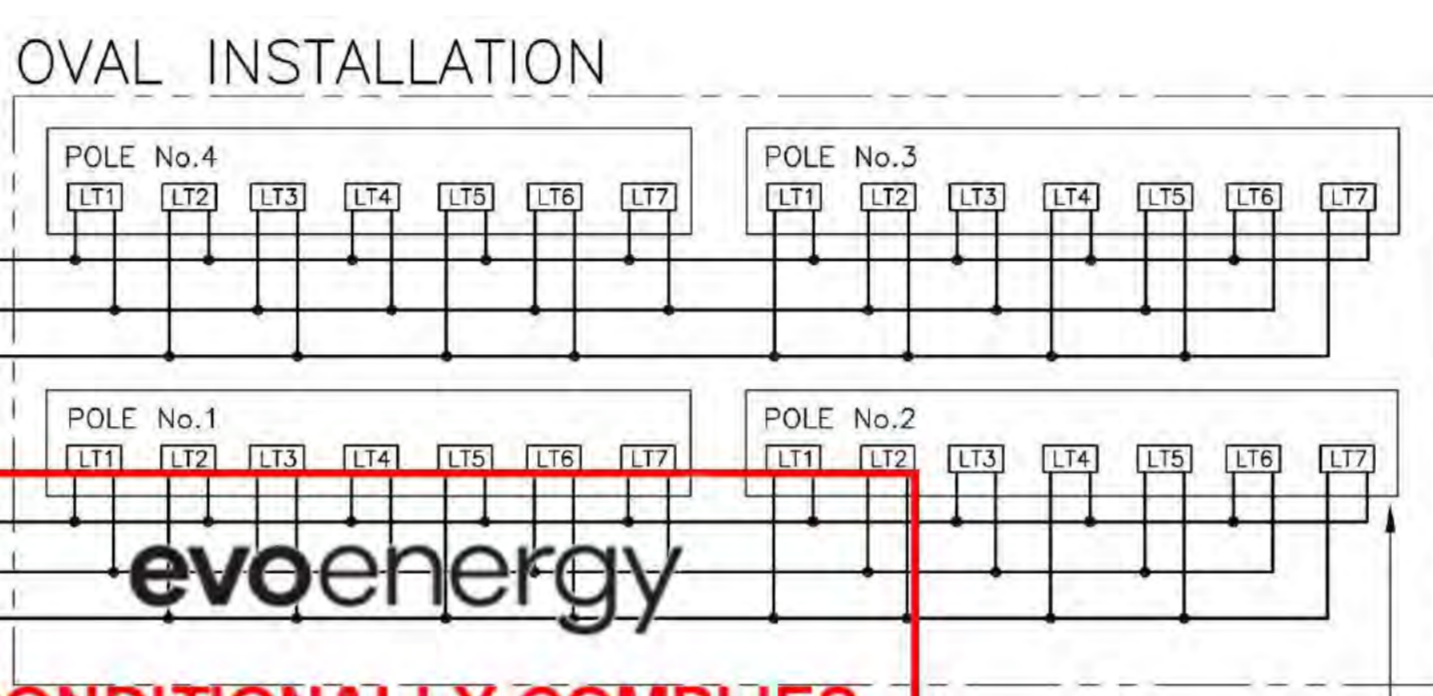 OVAL INSTALLATION
POLE No.4
LT1 LT2 LT3 LT4 LT5 LT6 LT7
POLE No.3
LT1 LT2 LT3 LT4 LT5 LT6 LT7
POLE No.1
LT1 LT2 LT3 LT4 LT5 LT6 LT7
POLE No.2
LT1 LT2 LT3 LT4 LT5 LT6 LT7
evoenergy
ONDITIONALLY COMPLIES